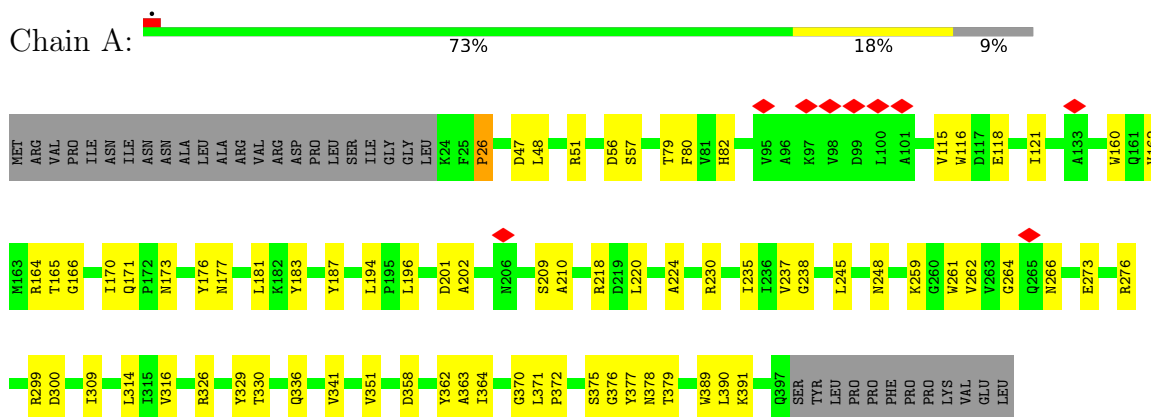 Chain A:
73% 18% 9%
MET ARG VAL PRO ILE ASN ILE ASN ASN ALA LEU ALA ARG VAL ARG ASP PRO LEU SER ILE GLY GLY LEU K24 F25 P26 D47 L48 R51 D56 S57 T79 F80 V81 H82 V95 A96 K97 V98 D99 L100 A101 V115 W116 D117 E118 I121 A133 W160 Q161
M163 R164 T165 G166 I170 Q171 P172 N173 Y176 N177 L181 K182 Y183 Y187 L194 P195 L196 D201 A202 N206 S209 A210 R218 D219 L220 A224 R230 I235 I236 V237 G238 L245 N248 K259 G260 W261 V262 V263 G264 Q265 N266 E273 R276
R299 D300 I309 L314 I315 V316 R326 Y329 T330 Q336 V341 V351 D358 Y362 A363 I364 G370 L371 P372 S375 G376 Y377 N378 T379 W389 L390 K391 Q397 SER TYR LEU PRO PRO PHE PRO PRO LYS VAL GLU LEU